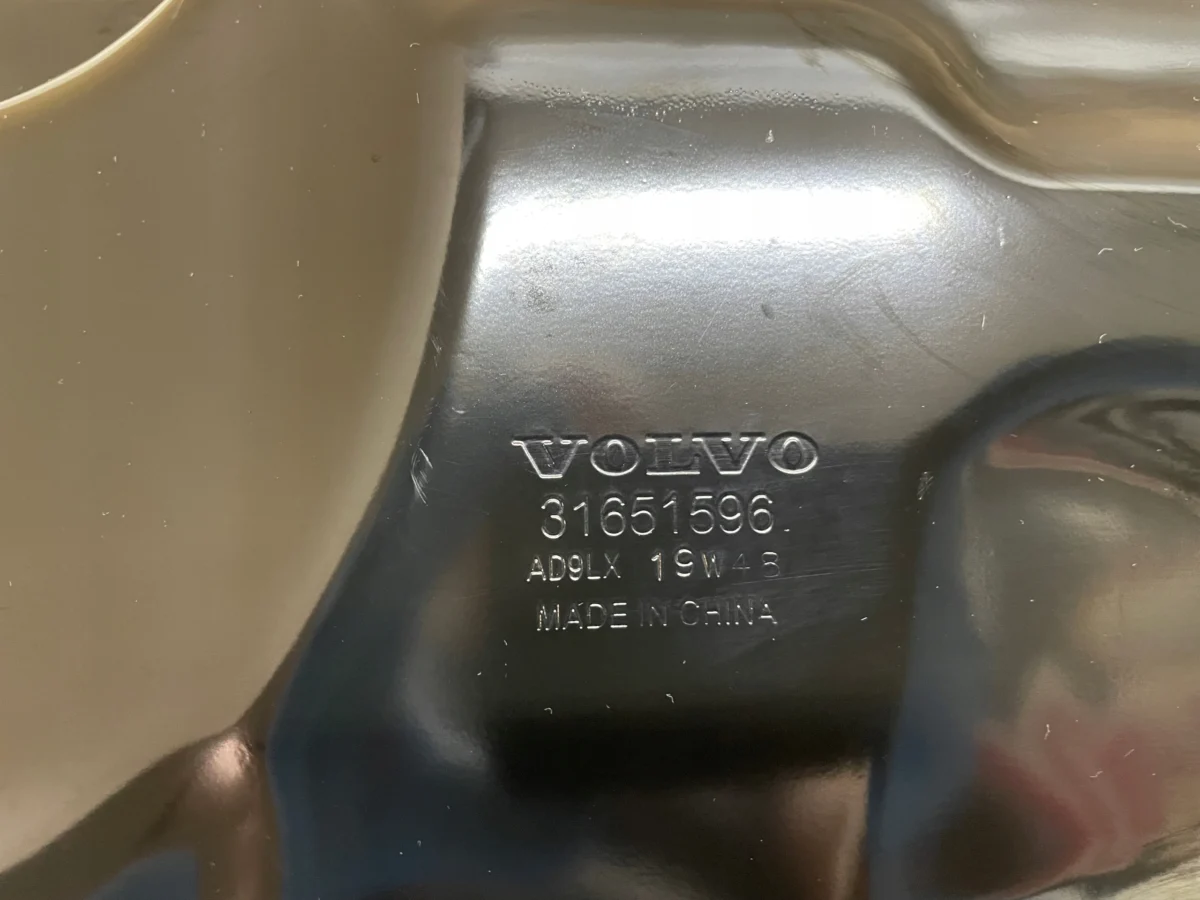 VOLVO
31651596
AD9LX 19W48
MADE IN CHINA